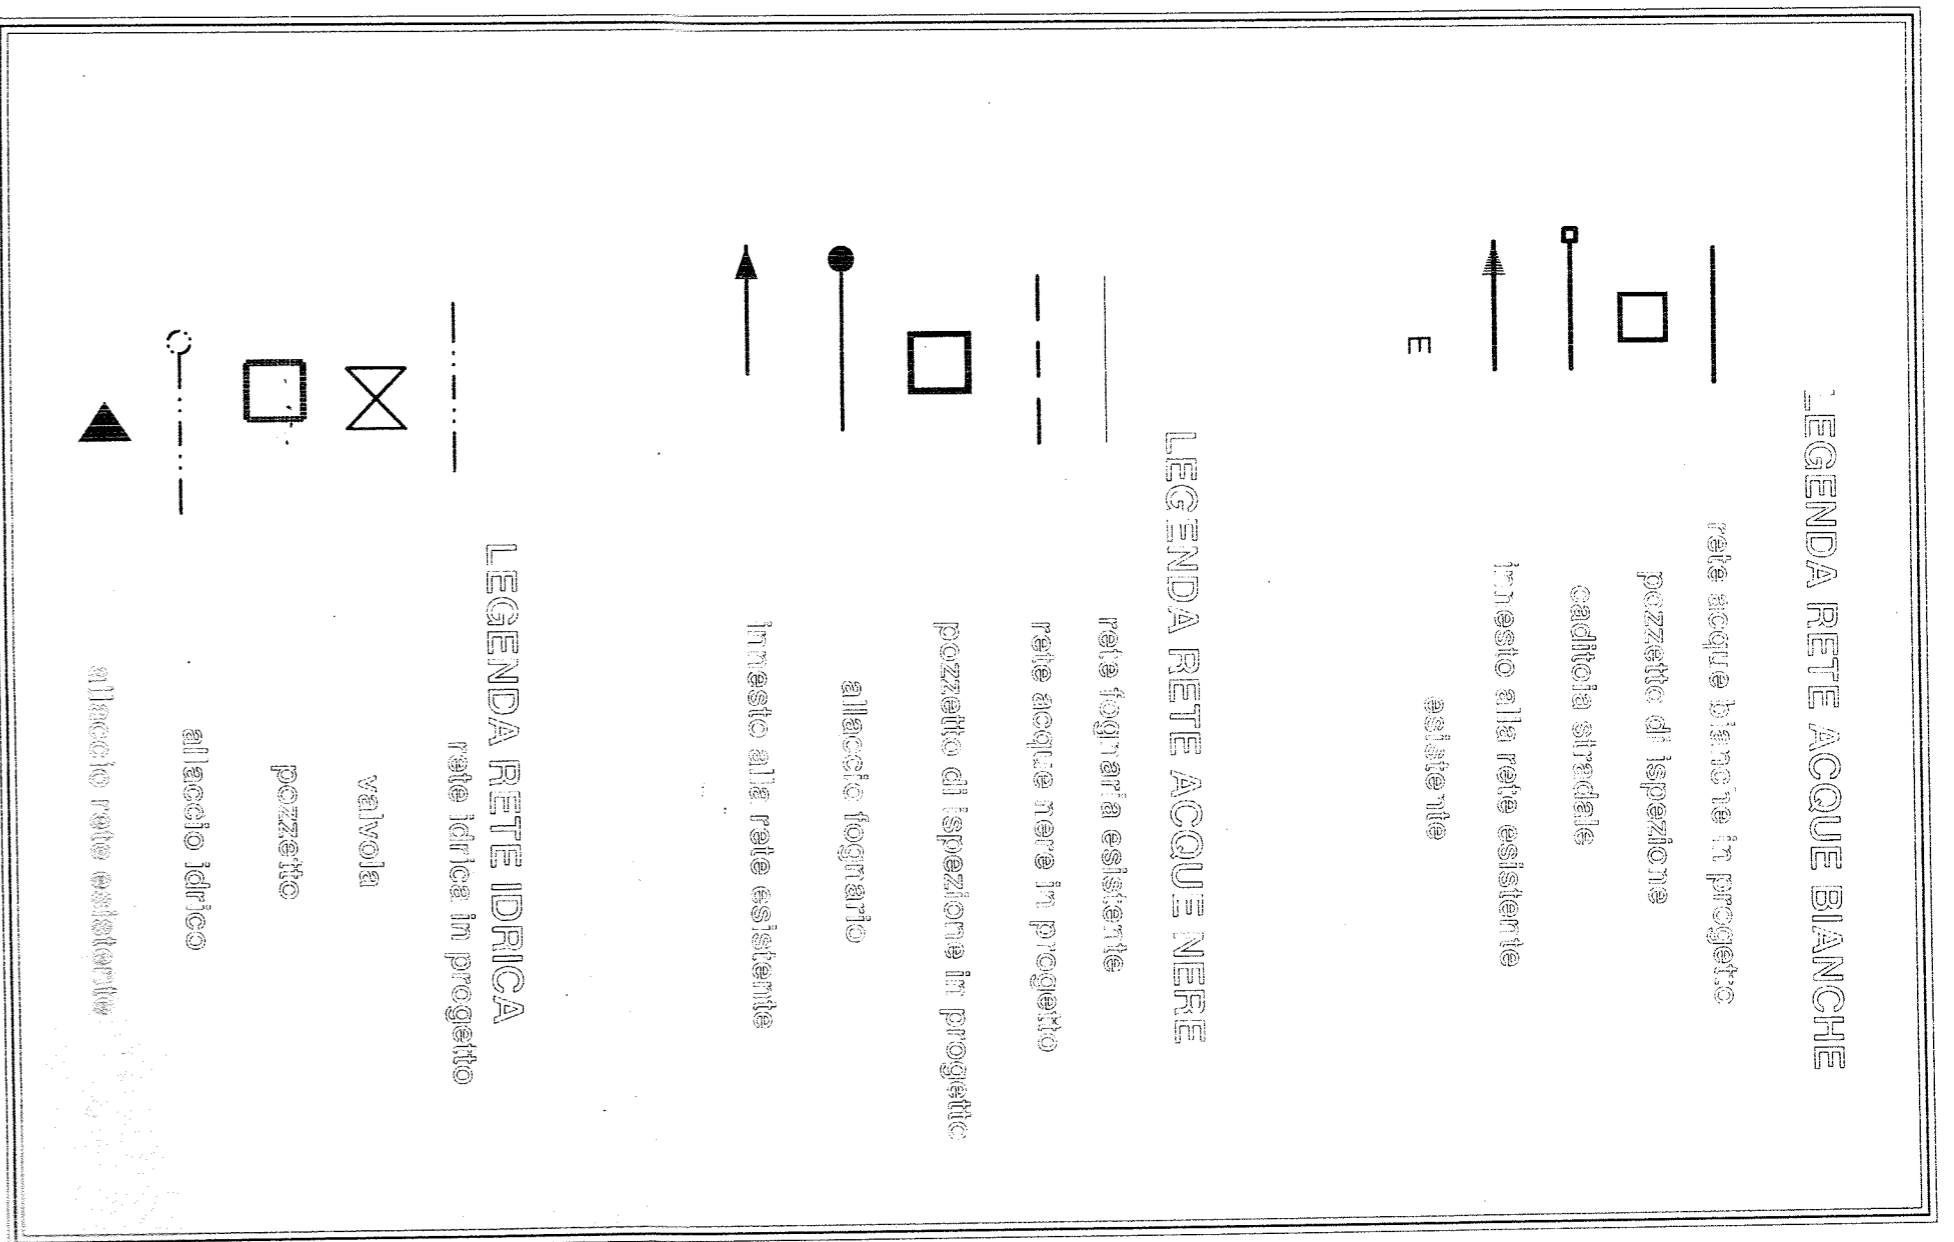 LEGENDA RETE ACQUE BIANCHE
rete acque bianche in progetto
pozzetto di ispezione
caditoia stradale
innesto alla rete esistente
E esistente
LEGENDA RETE ACQUE NERE
rete fognaria esistente
rete acque nere in progetto
pozzetto di ispezione in progetto
allaccio fognario
innesto alla rete esistente
LEGENDA RETE IDRICA
rete idrica in progetto
valvola
pozzetto
allaccio idrico
allaccio rete esistente